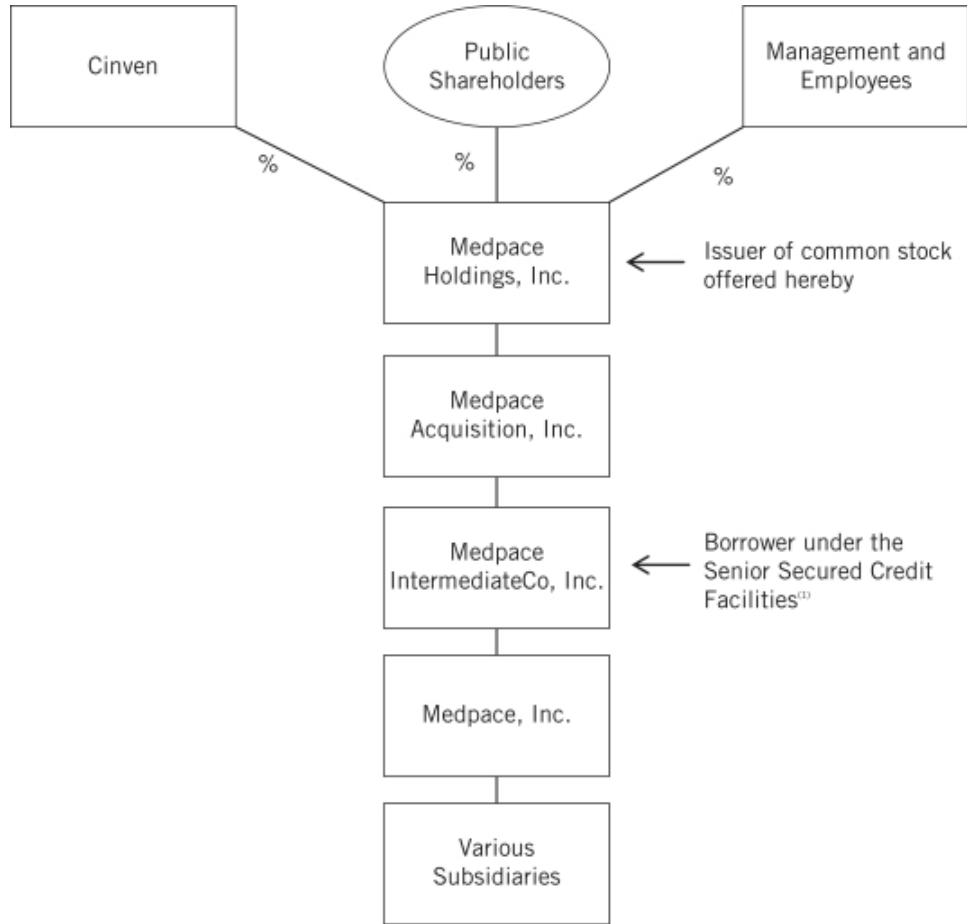 Cinven
Public
Shareholders
Management and
Employees
%
%
%
Medpace
Holdings, Inc.
Issuer of common stock
offered hereby
Medpace
Acquisition, Inc.
Medpace
IntermediateCo, Inc.
Borrower under the
Senior Secured Credit
Facilities⁽¹⁾
Medpace, Inc.
Various
Subsidiaries